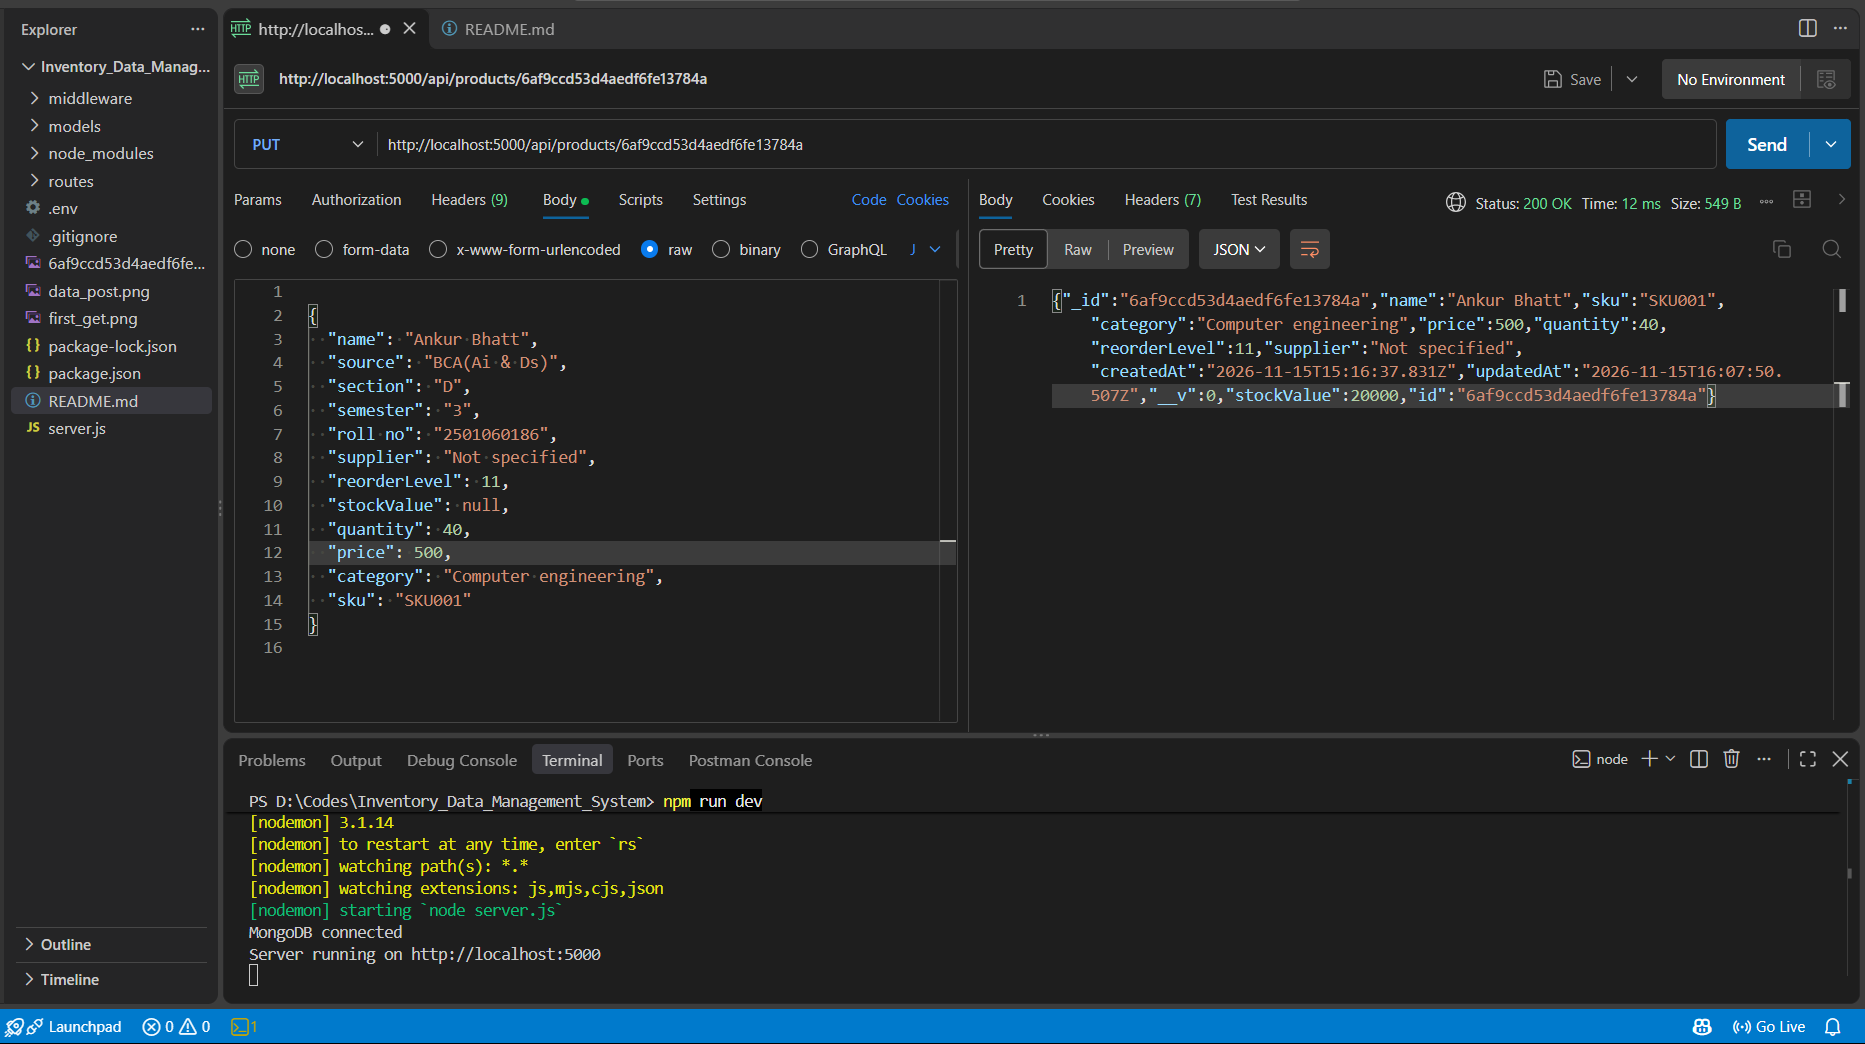 Explorer
Inventory_Data_Manag...
middleware
models
node_modules
routes
.env
.gitignore
6af9ccd53d4aedf6fe...
data_post.png
first_get.png
package-lock.json
package.json
README.md
JS server.js
Outline
Timeline
HTTP http://localhos...
README.md
HTTP http://localhost:5000/api/products/6af9ccd53d4aedf6fe13784a
Save
No Environment
PUT http://localhost:5000/api/products/6af9ccd53d4aedf6fe13784a
Send
Params Authorization Headers (9) Body Scripts Settings Code Cookies
none form-data x-www-form-urlencoded raw binary GraphQL J
1
2 {
3 "name": "Ankur Bhatt",
4 "source": "BCA(Ai & Ds)",
5 "section": "D",
6 "semester": "3",
7 "roll no": "2501060186",
8 "supplier": "Not specified",
9 "reorderLevel": 11,
10 "stockValue": null,
11 "quantity": 40,
12 "price": 500,
13 "category": "Computer engineering",
14 "sku": "SKU001"
15 }
16
Body Cookies Headers (7) Test Results Status: 200 OK Time: 12 ms Size: 549 B
Pretty Raw Preview JSON
1 {"_id":"6af9ccd53d4aedf6fe13784a","name":"Ankur Bhatt","sku":"SKU001",
"category":"Computer engineering","price":500,"quantity":40,
"reorderLevel":11,"supplier":"Not specified",
"createdAt":"2026-11-15T15:16:37.831Z","updatedAt":"2026-11-15T16:07:50.
507Z","__v":0,"stockValue":20000,"id":"6af9ccd53d4aedf6fe13784a"}
Problems Output Debug Console Terminal Ports Postman Console
node
PS D:\Codes\Inventory_Data_Management_System> npm run dev
[nodemon] 3.1.14
[nodemon] to restart at any time, enter `rs`
[nodemon] watching path(s): *.*
[nodemon] watching extensions: js,mjs,cjs,json
[nodemon] starting `node server.js`
MongoDB connected
Server running on http://localhost:5000
Launchpad 0 0 1
Go Live